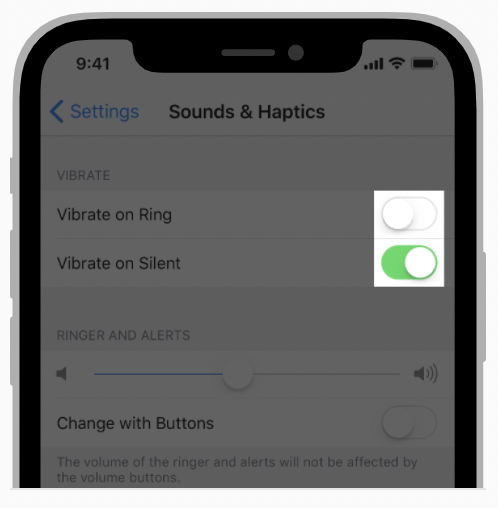 9:41
Settings
Sounds & Haptics
VIBRATE
Vibrate on Ring
Vibrate on Silent
RINGER AND ALERTS
Change with Buttons
The volume of the ringer and alerts will not be affected by
the volume buttons.